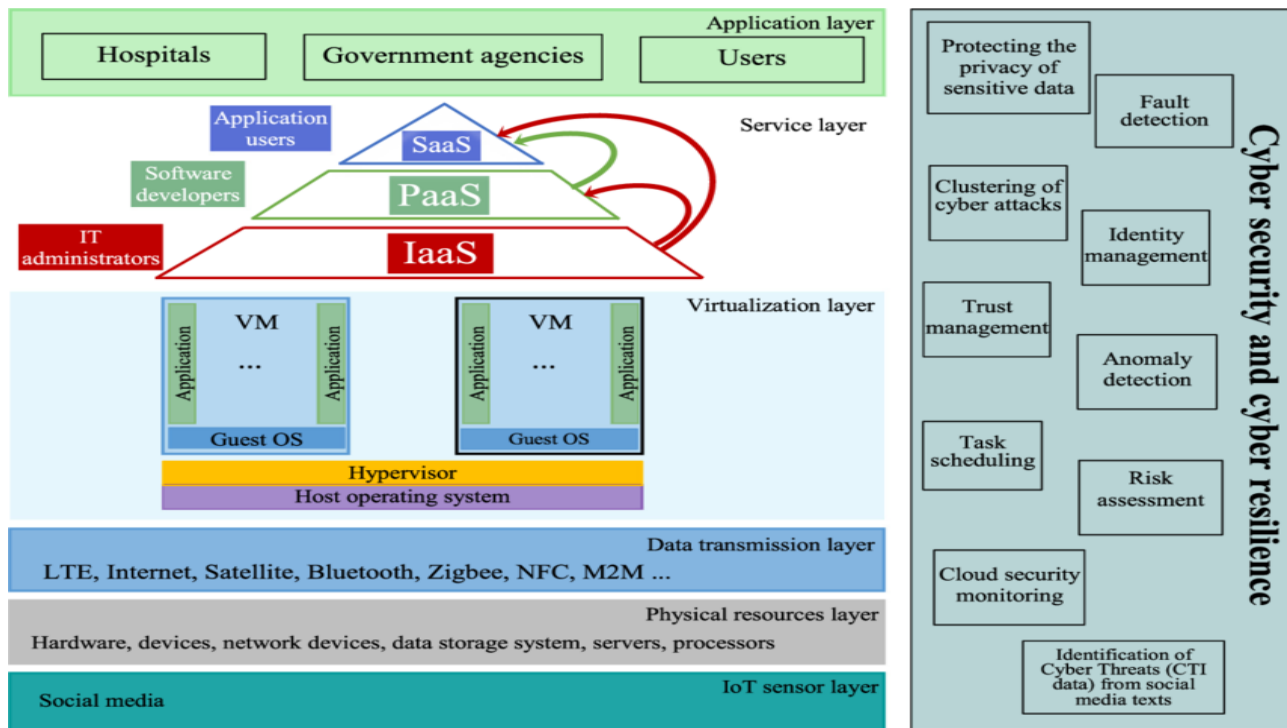 Application layer
Hospitals
Government agencies
Users
Service layer
Application
users
SaaS
Software
developers
PaaS
IT
administrators
IaaS
Virtualization layer
Application
VM
...
Application
Guest OS
Application
VM
...
Application
Guest OS
Hypervisor
Host operating system
Data transmission layer
LTE, Internet, Satellite, Bluetooth, Zigbee, NFC, M2M ...
Physical resources layer
Hardware, devices, network devices, data storage system, servers, processors
IoT sensor layer
Social media
Cyber security and cyber resilience
Protecting the
privacy of
sensitive data
Fault
detection
Clustering of
cyber attacks
Identity
management
Trust
management
Anomaly
detection
Task
scheduling
Risk
assessment
Cloud security
monitoring
Identification of
Cyber Threats (CTI
data) from social
media texts